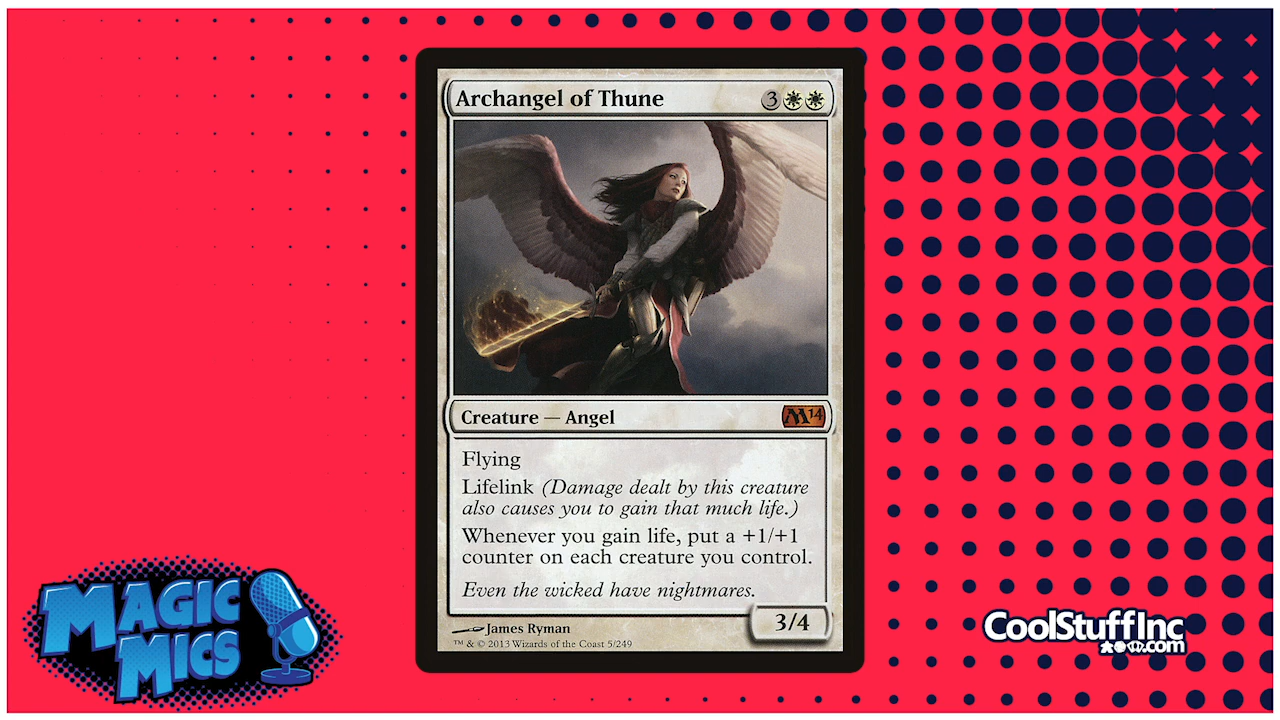 Archangel of Thune 3
Creature — Angel M14
Flying
Lifelink (Damage dealt by this creature
also causes you to gain that much life.)
Whenever you gain life, put a +1/+1
counter on each creature you control.
Even the wicked have nightmares.
3/4
James Ryman
™ & © 2013 Wizards of the Coast 5/249
MAGIC
MICS
CoolStuffInc
.com